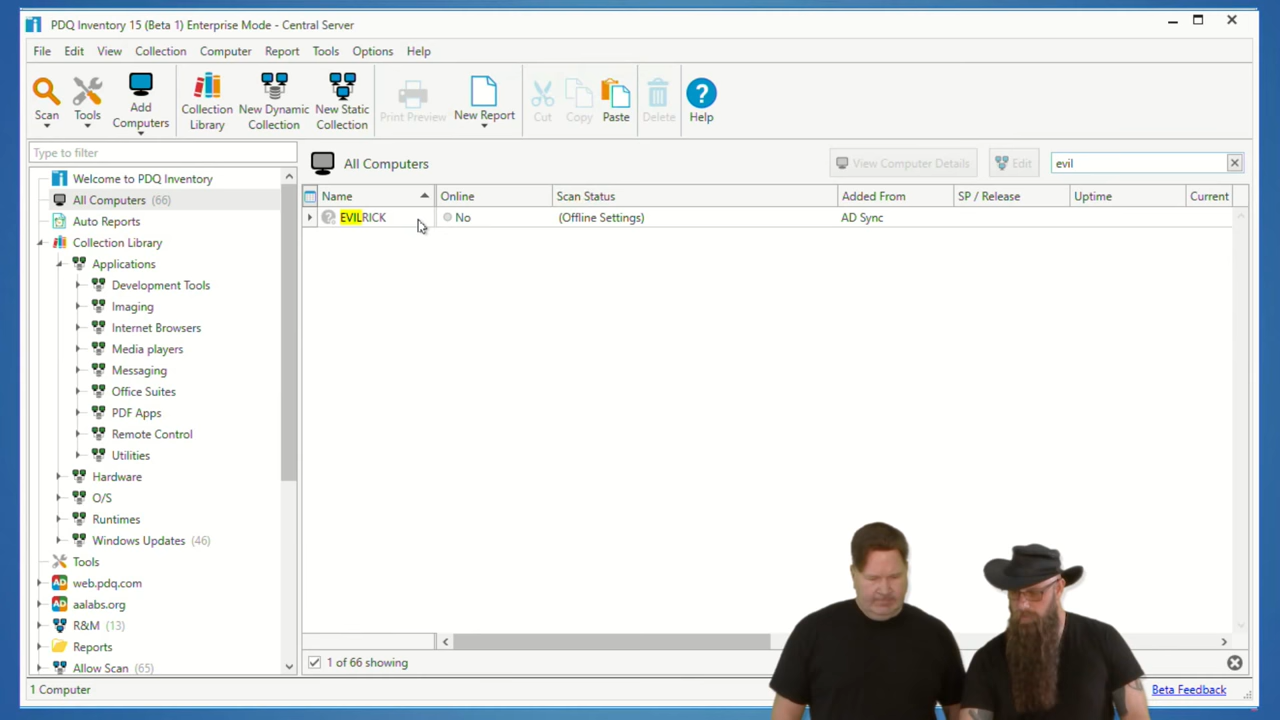 PDQ Inventory 15 (Beta 1) Enterprise Mode - Central Server
File Edit View Collection Computer Report Tools Options Help
Scan
Tools
Add Computers
Collection Library
New Dynamic Collection
New Static Collection
Print Preview
New Report
Cut
Copy
Paste
Delete
Help
Type to filter
Welcome to PDQ Inventory
All Computers (66)
Auto Reports
Collection Library
Applications
Development Tools
Imaging
Internet Browsers
Media players
Messaging
Office Suites
PDF Apps
Remote Control
Utilities
Hardware
O/S
Runtimes
Windows Updates (46)
Tools
AD web.pdq.com
AD aalabs.org
R&M (13)
Reports
Allow Scan (65)
All Computers
View Computer Details
Edit
evil
Name Online Scan Status Added From SP / Release Uptime Current
EVILRICK No (Offline Settings) AD Sync
1 of 66 showing
1 Computer
Beta Feedback